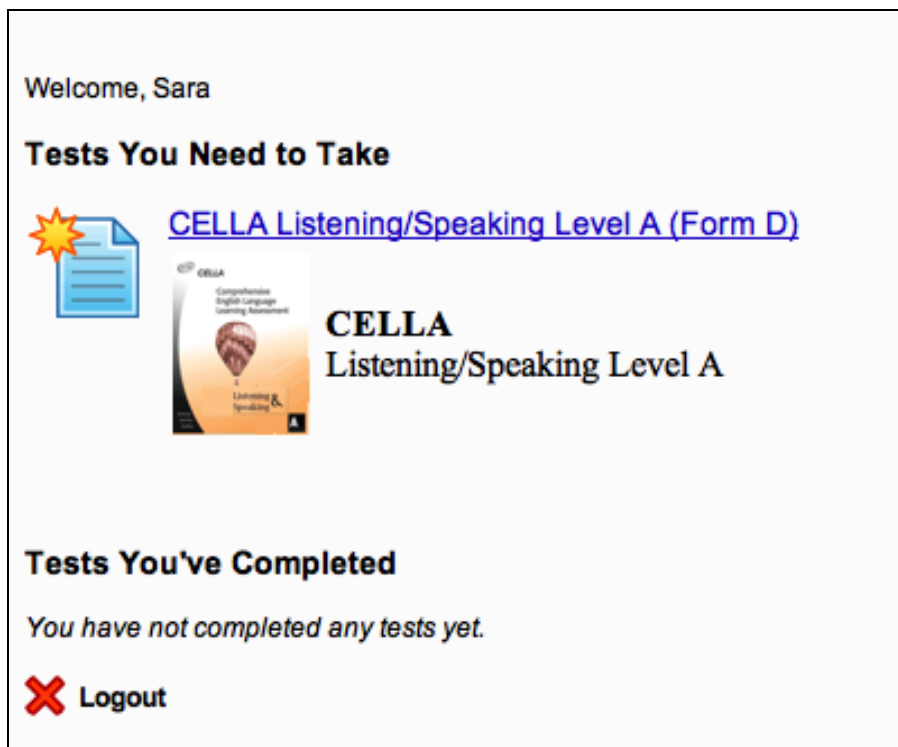 Welcome, Sara
Tests You Need to Take
CELLA Listening/Speaking Level A (Form D)
CELLA
Comprehensive
English Language
Learning Assessment
Listening &
Speaking
A
CELLA
Listening/Speaking Level A
Tests You've Completed
You have not completed any tests yet.
Logout